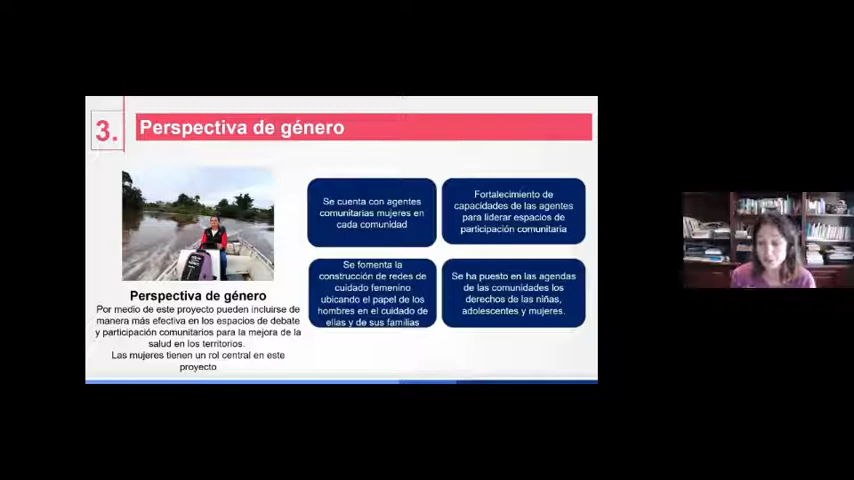 3.
Perspectiva de género
Se cuenta con agentes
comunitarias mujeres en
cada comunidad
Fortalecimiento de
capacidades de las agentes
para liderar espacios de
participación comunitaria
Se fomenta la
construcción de redes de
cuidado femenino
ubicando el papel de los
hombres en el cuidado de
ellas y de sus familias
Se ha puesto en las agendas
de las comunidades los
derechos de las niñas,
adolescentes y mujeres.
Perspectiva de género
Por medio de este proyecto pueden incluirse de
manera más efectiva en los espacios de debate
y participación comunitarios para la mejora de la
salud en los territorios.
Las mujeres tienen un rol central en este
proyecto